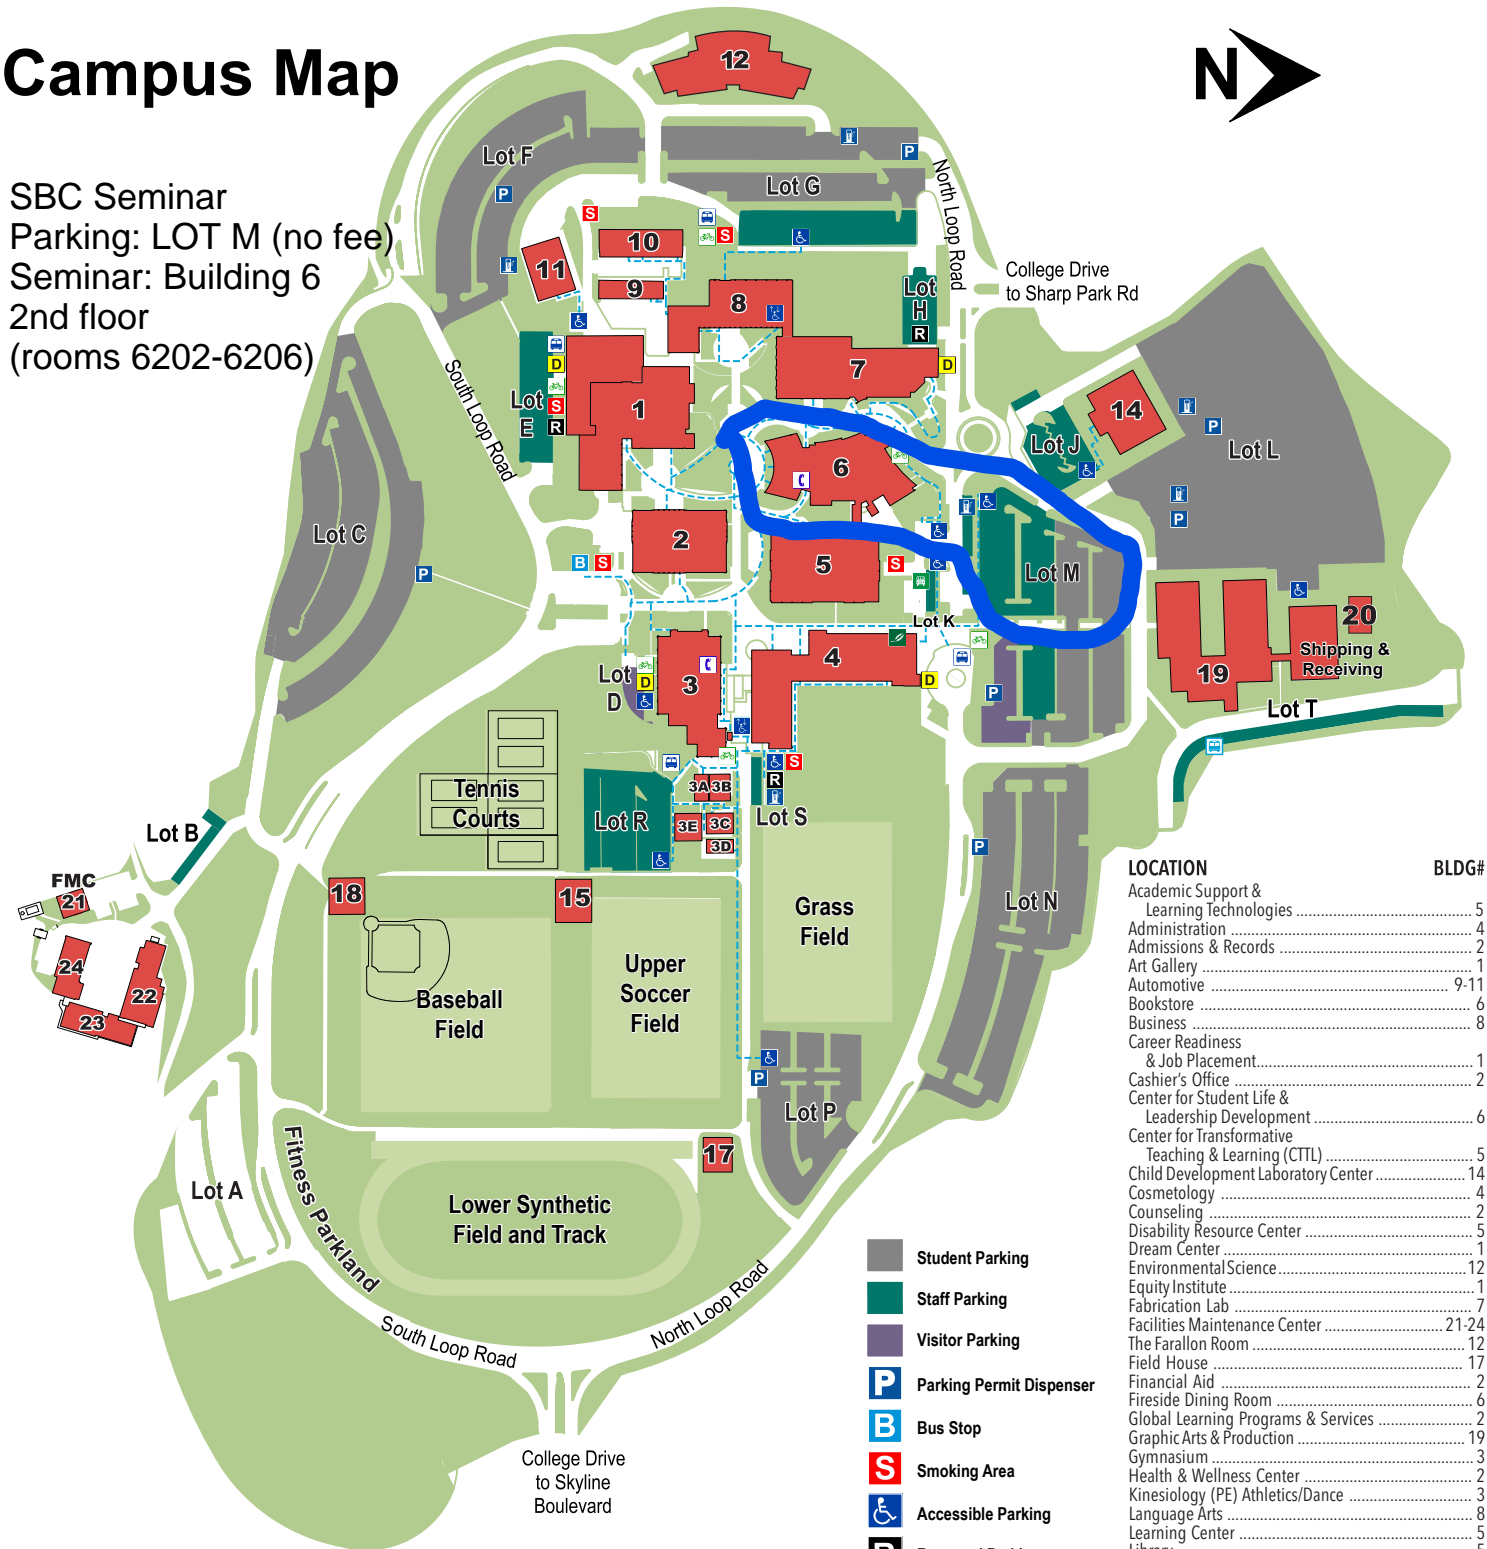 Campus Map
N
SBC Seminar
Parking: LOT M (no fee)
Seminar: Building 6
2nd floor
(rooms 6202-6206)
12
Lot F
P
P
Lot G
North Loop Road
S
10
S
11
9
8
Lot
H
R
College Drive
to Sharp Park Rd
South Loop Road
D
Lot
E
S
R
1
7
D
14
P
Lot J
Lot L
6
P
Lot C
P
B
S
2
5
S
Lot M
Lot K
20
Shipping &
Receiving
19
Lot T
Lot
D
D
3
4
D
P
S
R
Lot S
Tennis
Courts
Lot R
3A
3B
3E
3C
3D
Lot B
FMC
21
24
22
23
18
15
Grass
Field
P
Lot N
Baseball
Field
Upper
Soccer
Field
P
Lot P
17
Lot A
Fitness Parkland
Lower Synthetic
Field and Track
South Loop Road
North Loop Road
College Drive
to Skyline
Boulevard
Student Parking
Staff Parking
Visitor Parking
P Parking Permit Dispenser
B Bus Stop
S Smoking Area
Accessible Parking
LOCATION BLDG#
Academic Support &
Learning Technologies 5
Administration 4
Admissions & Records 2
Art Gallery 1
Automotive 9-11
Bookstore 6
Business 8
Career Readiness
& Job Placement 1
Cashier's Office 2
Center for Student Life &
Leadership Development 6
Center for Transformative
Teaching & Learning (CTTL) 5
Child Development Laboratory Center 14
Cosmetology 4
Counseling 2
Disability Resource Center 5
Dream Center 1
Environmental Science 12
Equity Institute 1
Fabrication Lab 7
Facilities Maintenance Center 21-24
The Farallon Room 12
Field House 17
Financial Aid 2
Fireside Dining Room 6
Global Learning Programs & Services 2
Graphic Arts & Production 19
Gymnasium 3
Health & Wellness Center 2
Kinesiology (PE) Athletics/Dance 3
Language Arts 8
Learning Center 5